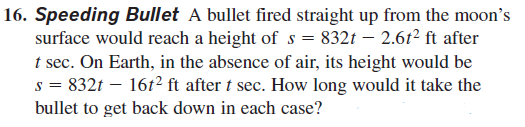 16. Speeding Bullet A bullet fired straight up from the moon's
surface would reach a height of s = 832t − 2.6t² ft after
t sec. On Earth, in the absence of air, its height would be
s = 832t − 16t² ft after t sec. How long would it take the
bullet to get back down in each case?